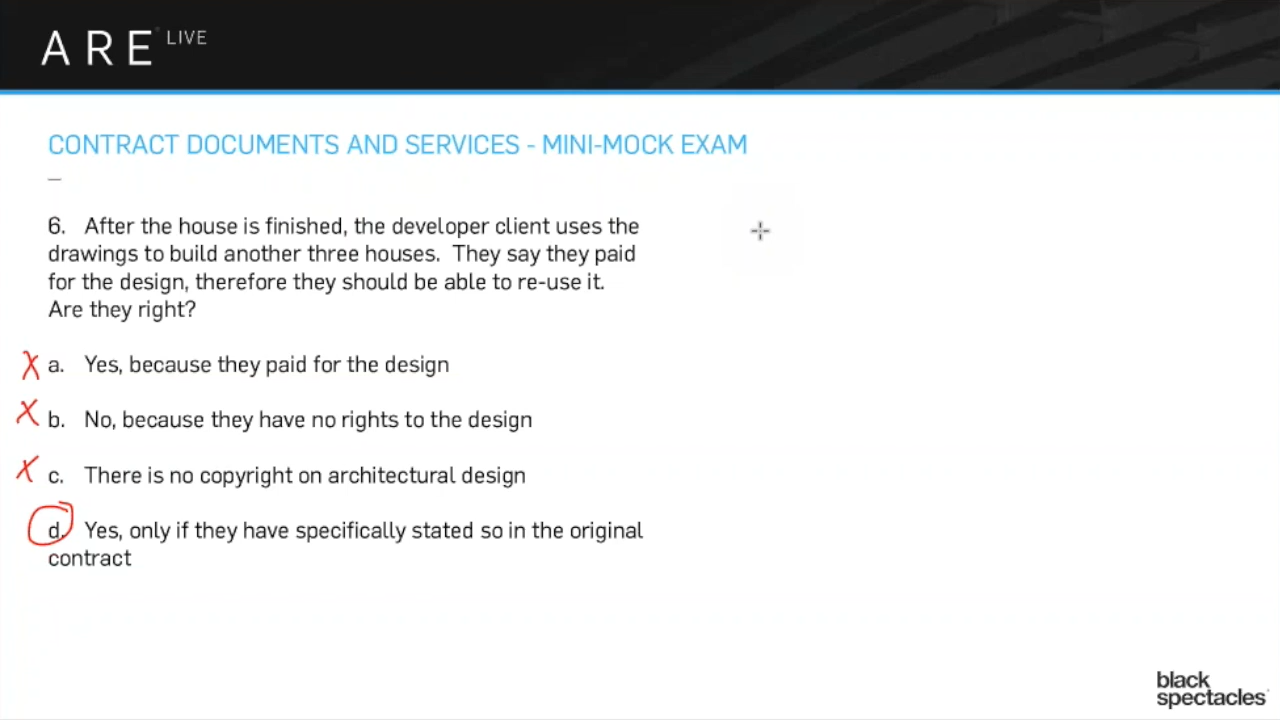 ARE LIVE
CONTRACT DOCUMENTS AND SERVICES - MINI-MOCK EXAM
—
6. After the house is finished, the developer client uses the
drawings to build another three houses. They say they paid
for the design, therefore they should be able to re-use it.
Are they right?
X a. Yes, because they paid for the design
X b. No, because they have no rights to the design
X c. There is no copyright on architectural design
d. Yes, only if they have specifically stated so in the original
contract
black
spectacles